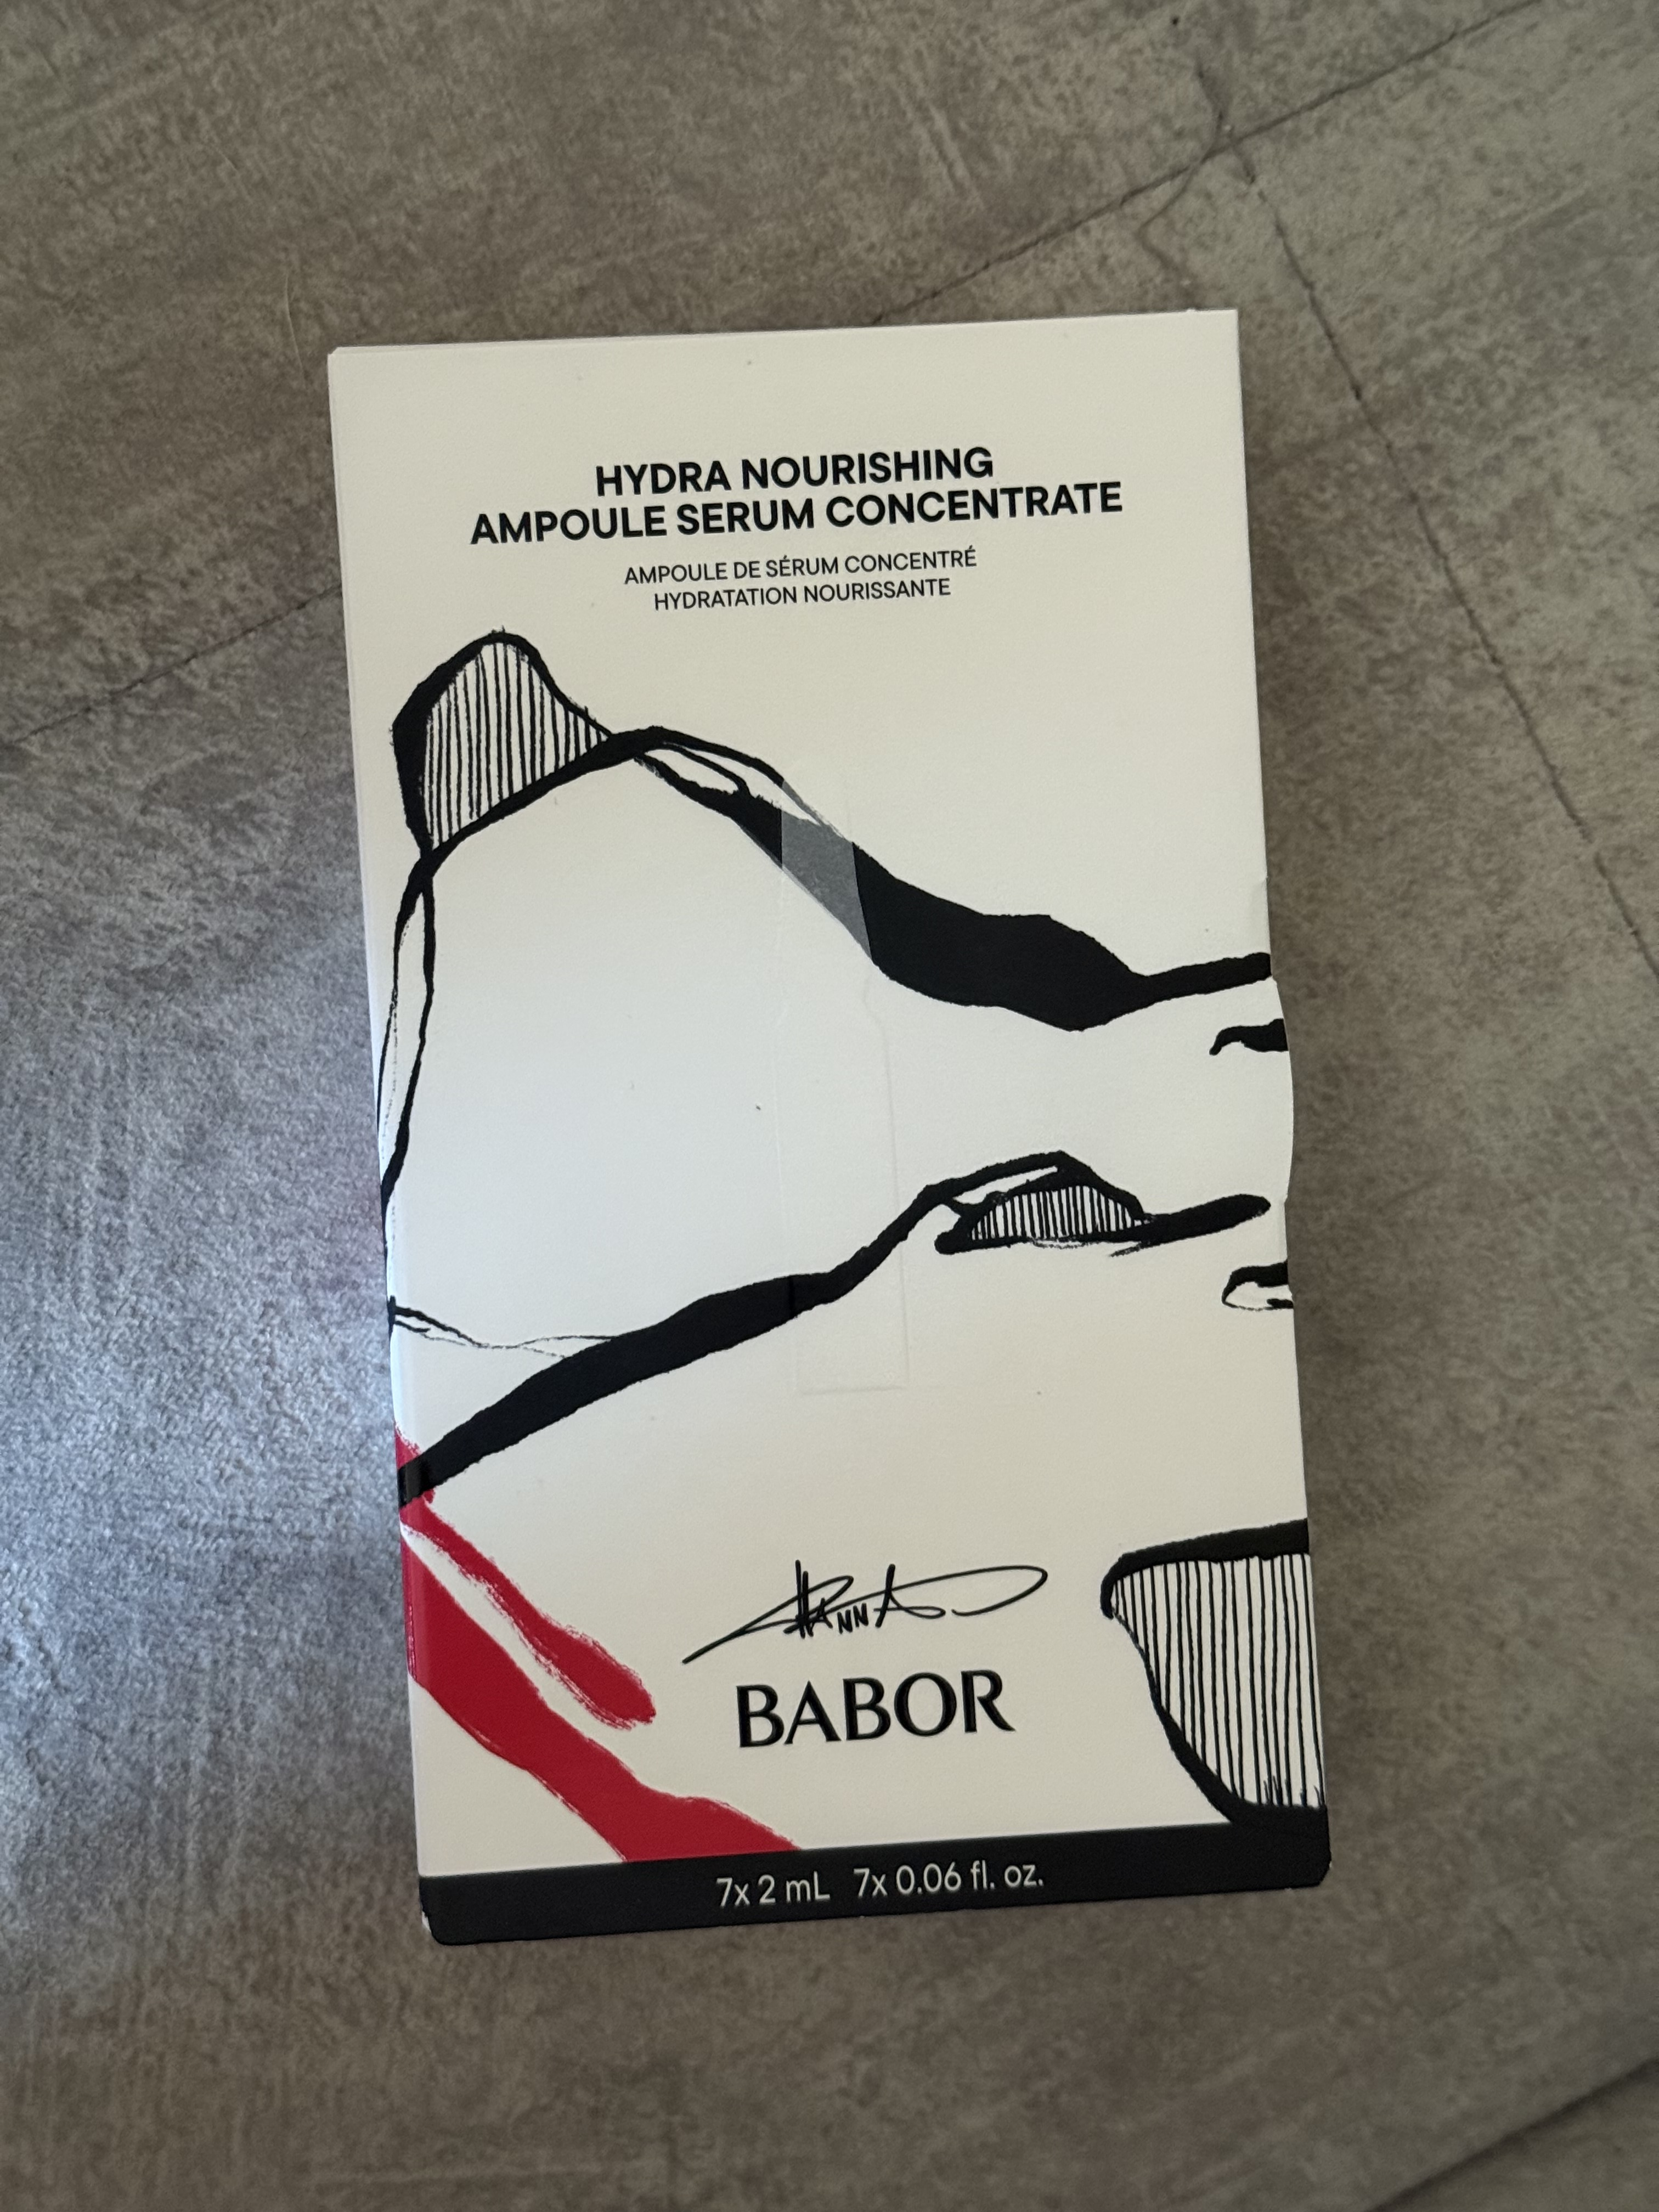 HYDRA NOURISHING
AMPOULE SERUM CONCENTRATE
AMPOULE DE SÉRUM CONCENTRÉ
HYDRATATION NOURISSANTE
HANNA
BABOR
7x 2 mL 7x 0.06 fl. oz.